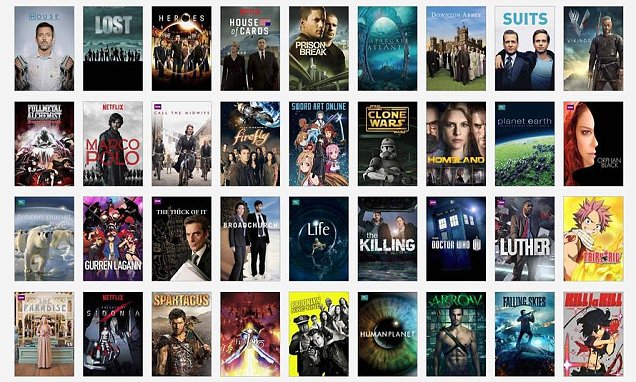 HOUSE
LOST
HEROES
NETFLIX
HOUSE
of CARDS
PRISON
BREAK
STARGATE
ATLANTIS
DOWNTON ABBEY
SUITS
VIKINGS
FULLMETAL
ALCHEMIST
NETFLIX
MARCO
POLO
CALL THE MIDWIFE
firefly
SWORD ART ONLINE
STAR WARS
CLONE
WARS
HOMELAND
planet earth
ORPHAN
BLACK
frozen planet
GURREN LAGANN
THE THICK OF IT
BROADCHURCH
Life
the
KILLING
DOCTOR WHO
LUTHER
FAIRY TAIL
THE
PARADISE
NETFLIX
SIDONIA
SPARTACUS
BROOKLYN
NINE-NINE
HUMAN PLANET
ARROW
FALLING SKIES
KILL la KILL